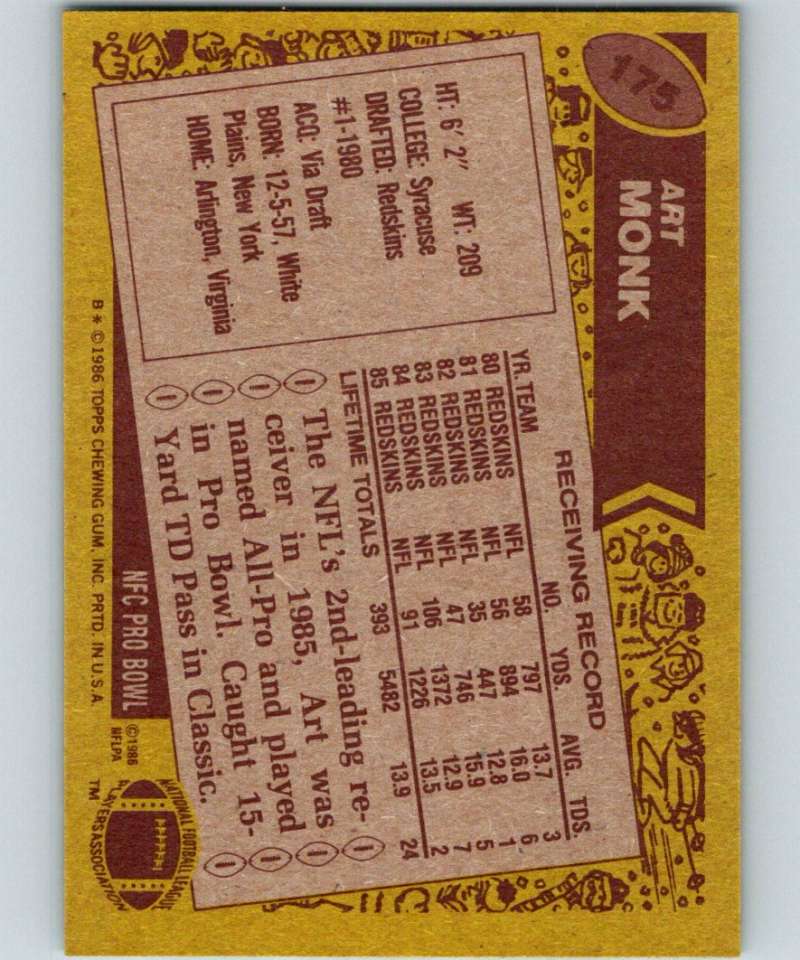 175
ART
MONK
HT: 6' 2" WT: 209
COLLEGE: Syracuse
DRAFTED: Redskins
#1-1980
ACQ: Via Draft
BORN: 12-5-57, White
Plains, New York
HOME: Arlington, Virginia
RECEIVING RECORD
YR. TEAM NO. YDS. AVG. TDS.
80 REDSKINS NFL 58 797 13.7 3
81 REDSKINS NFL 56 894 16.0 6
82 REDSKINS NFL 35 447 12.8 1
83 REDSKINS NFL 47 746 15.9 5
84 REDSKINS NFL 106 1372 12.9 7
85 REDSKINS NFL 91 1226 13.5 2
LIFETIME TOTALS 393 5482 13.9 24
The NFL's 2nd-leading re-
ceiver in 1985, Art was
named All-Pro and played
in Pro Bowl. Caught 15-
Yard TD Pass in Classic.
NFC PRO BOWL
©1986
NFLPA
B * © 1986 TOPPS CHEWING GUM, INC. PRTD. IN U.S.A.
NATIONAL FOOTBALL LEAGUE
PLAYERS ASSOCIATION
TM